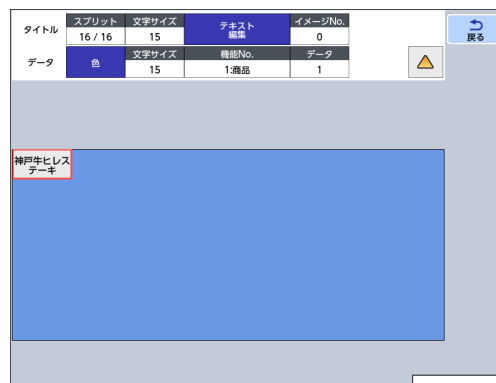 タイトル
スプリット
16 / 16
文字サイズ
15
テキスト
編集
イメージNo.
0
戻る
データ
色
文字サイズ
15
機能No.
1:商品
データ
1
神戸牛ヒレス
テーキ